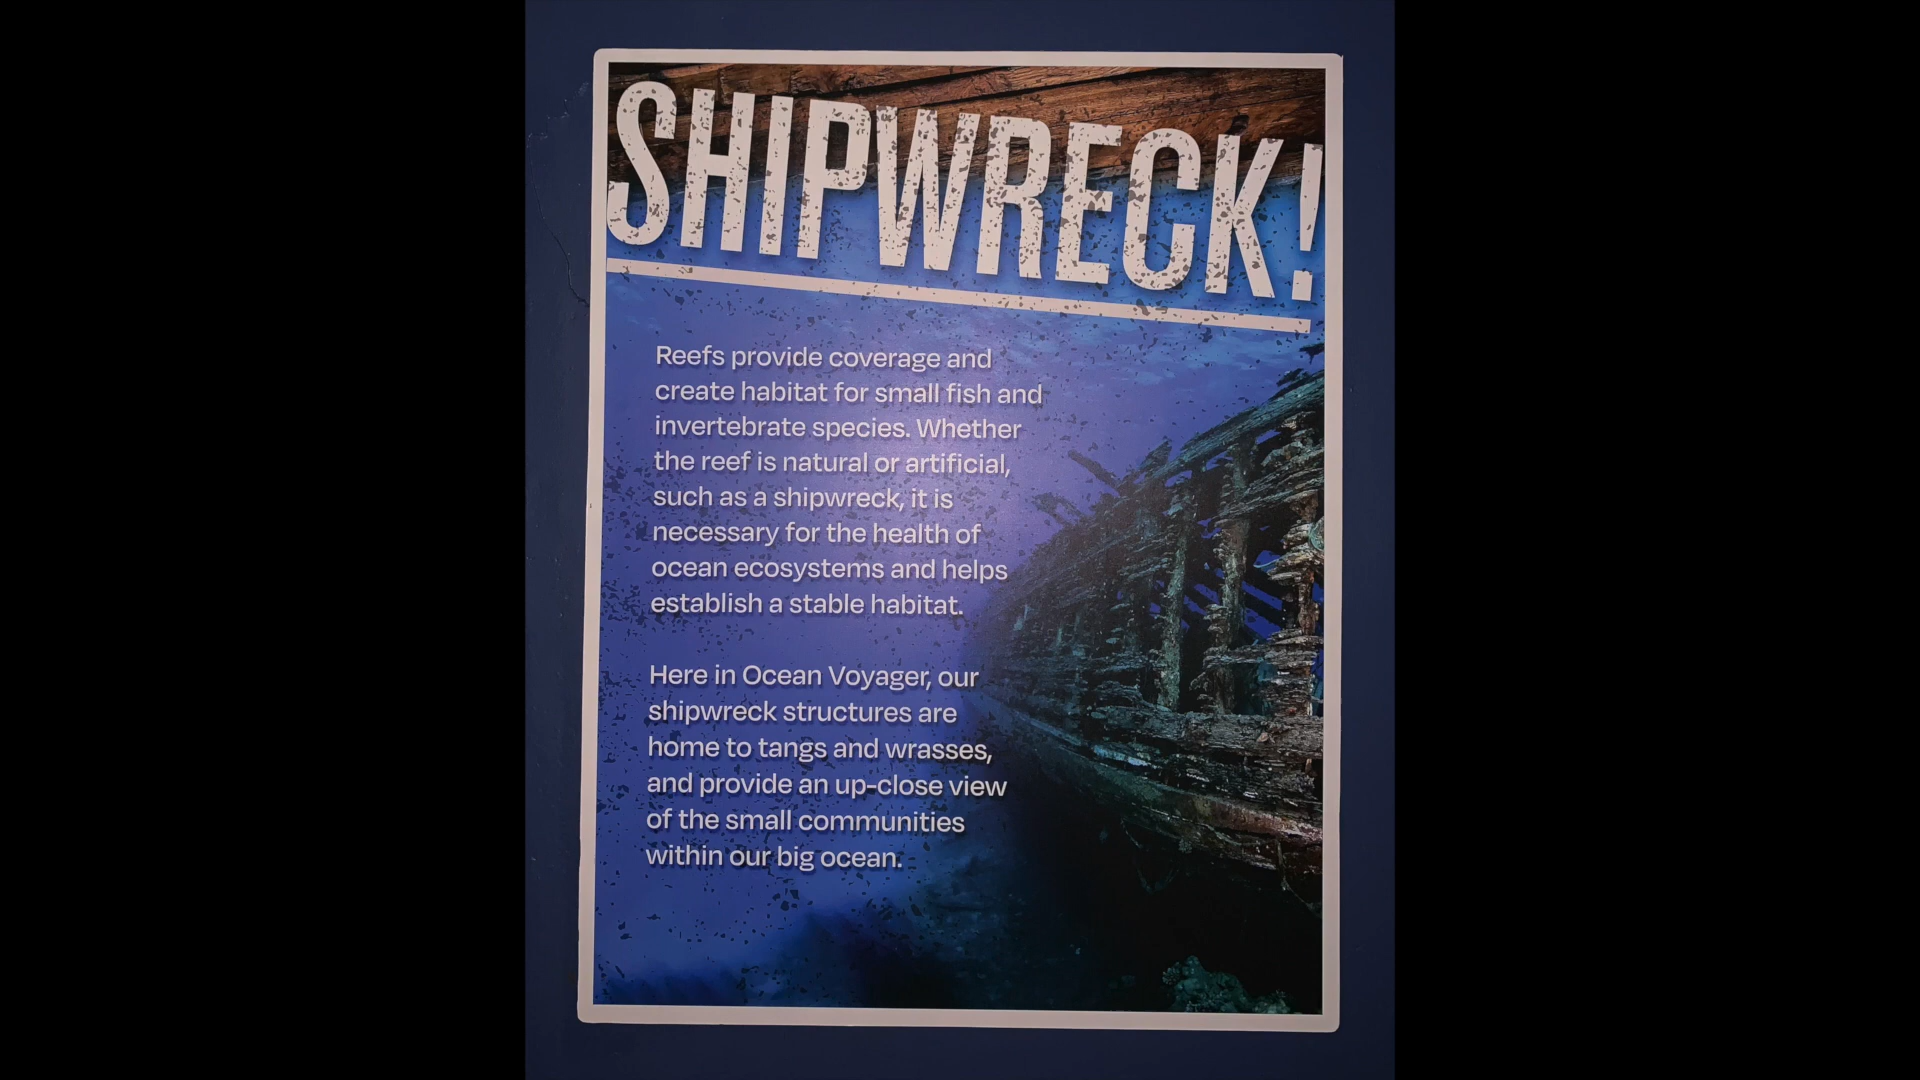 SHIPWRECK!
Reefs provide coverage and
create habitat for small fish and
invertebrate species. Whether
the reef is natural or artificial,
such as a shipwreck, it is
necessary for the health of
ocean ecosystems and helps
establish a stable habitat.
Here in Ocean Voyager, our
shipwreck structures are
home to tangs and wrasses,
and provide an up-close view
of the small communities
within our big ocean.